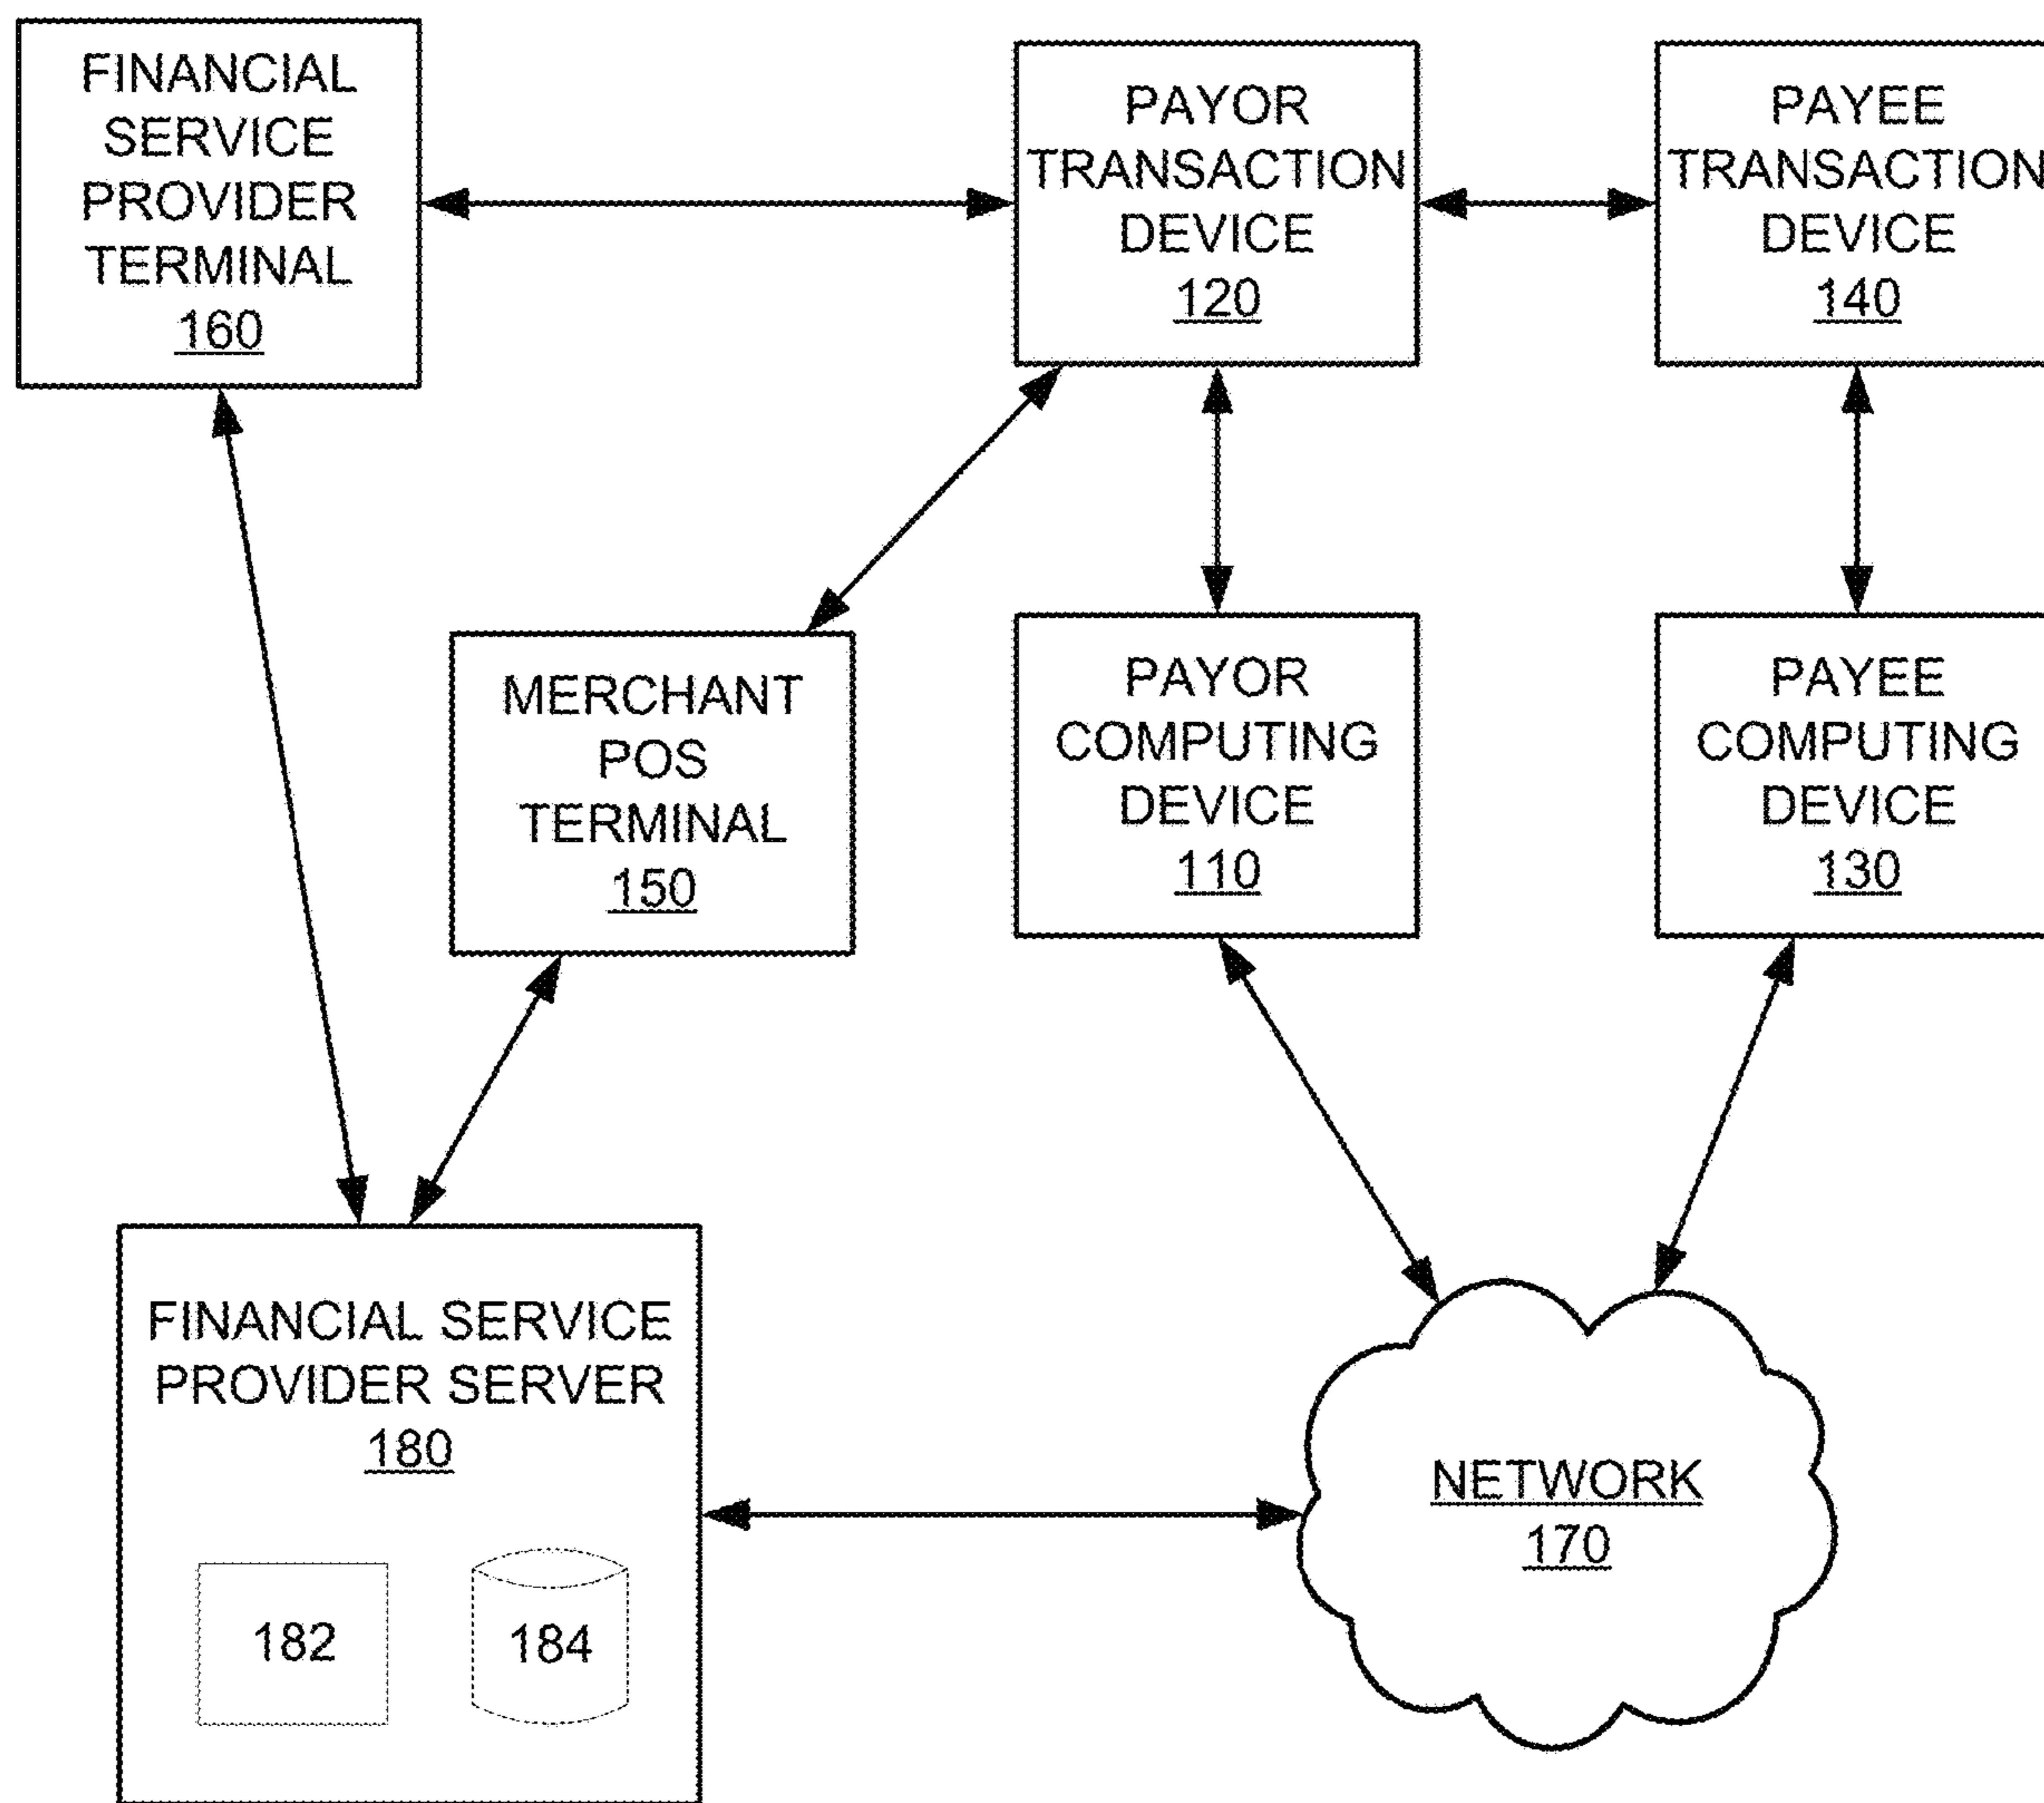 FINANCIAL
SERVICE
PROVIDER
TERMINAL
160
PAYOR
TRANSACTION
DEVICE
120
PAYEE
TRANSACTION
DEVICE
140
MERCHANT
POS
TERMINAL
150
PAYOR
COMPUTING
DEVICE
110
PAYEE
COMPUTING
DEVICE
130
FINANCIAL SERVICE
PROVIDER SERVER
180
182
184
NETWORK
170